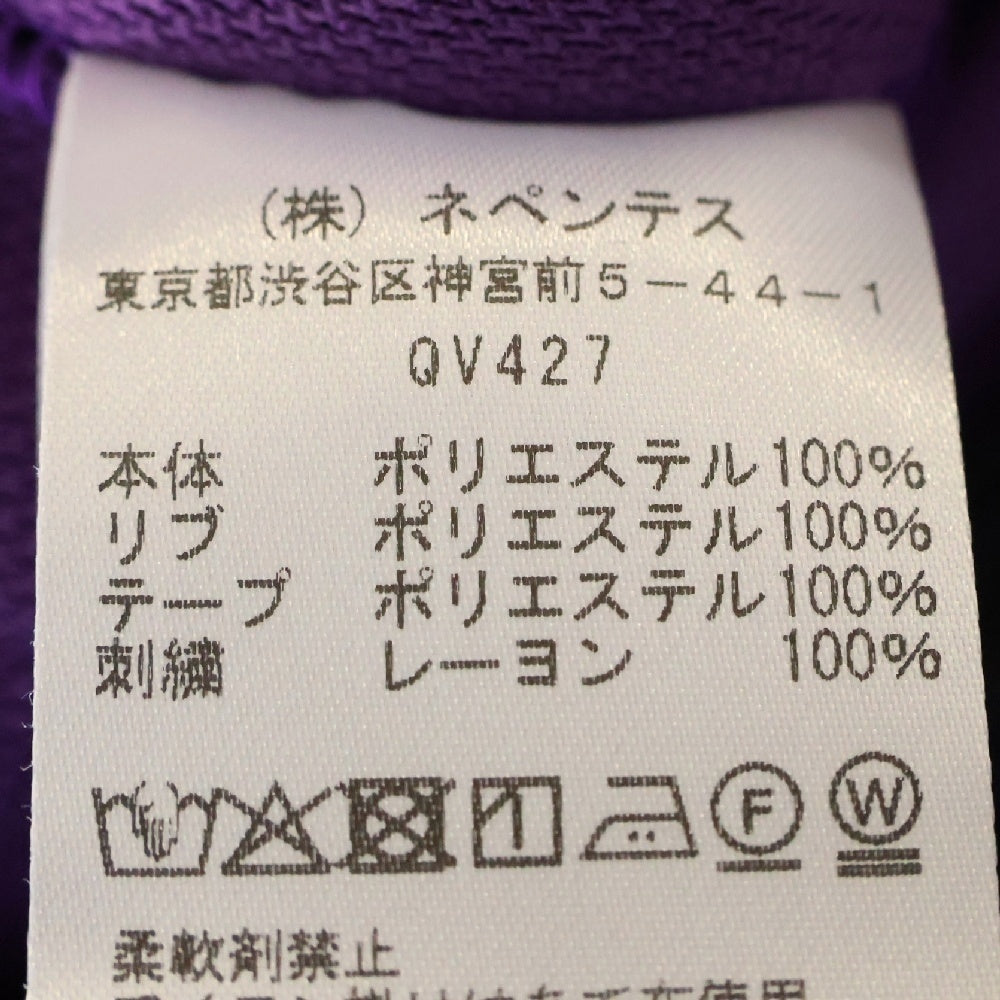 (株) ネペンテス
東京都渋谷区神宮前5-44-1
QV427
本体 ポリエステル100%
リブ ポリエステル100%
テープ ポリエステル100%
刺繍 レーヨン 100%
F W
柔軟剤禁止